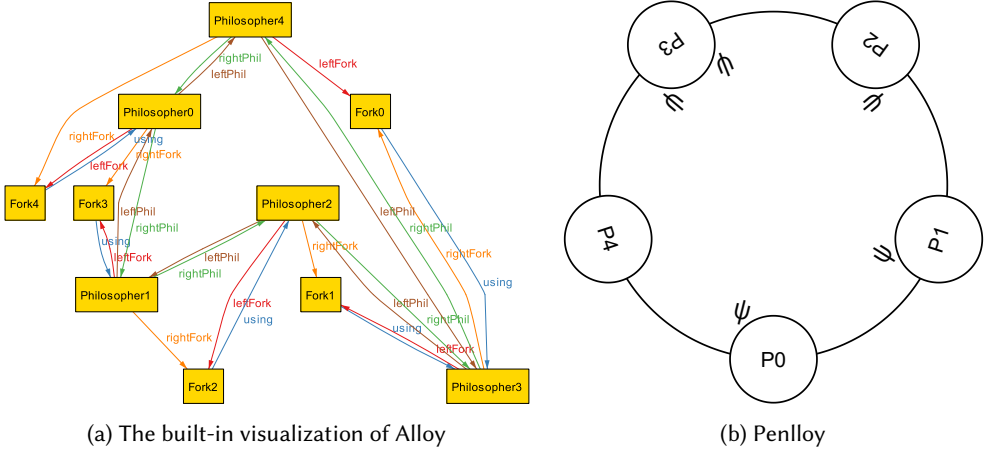 Philosopher4
rightPhil
leftPhil
leftFork
Philosopher0
Fork0
rightFork
using
rightFork
leftFork
Fork4
Fork3
Philosopher2
leftPhil
rightPhil
using
leftFork
leftPhil
rightPhil
rightFork
leftPhil
rightPhil
rightFork
using
Philosopher1
Fork1
leftFork
using
leftPhil
rightPhil
using
leftFork
rightFork
Fork2
Philosopher3
(a) The built-in visualization of Alloy
P3
P2
ψ
ψ
ψ
P4
P1
ψ
ψ
P0
(b) Penlloy